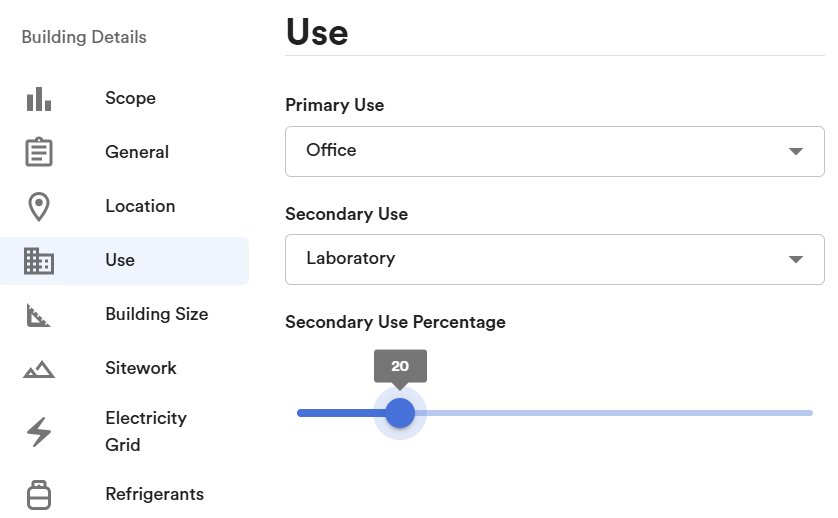 Building Details
Scope
General
Location
Use
Building Size
Sitework
Electricity
Grid
Refrigerants
Use
Primary Use
Office
Secondary Use
Laboratory
Secondary Use Percentage
20